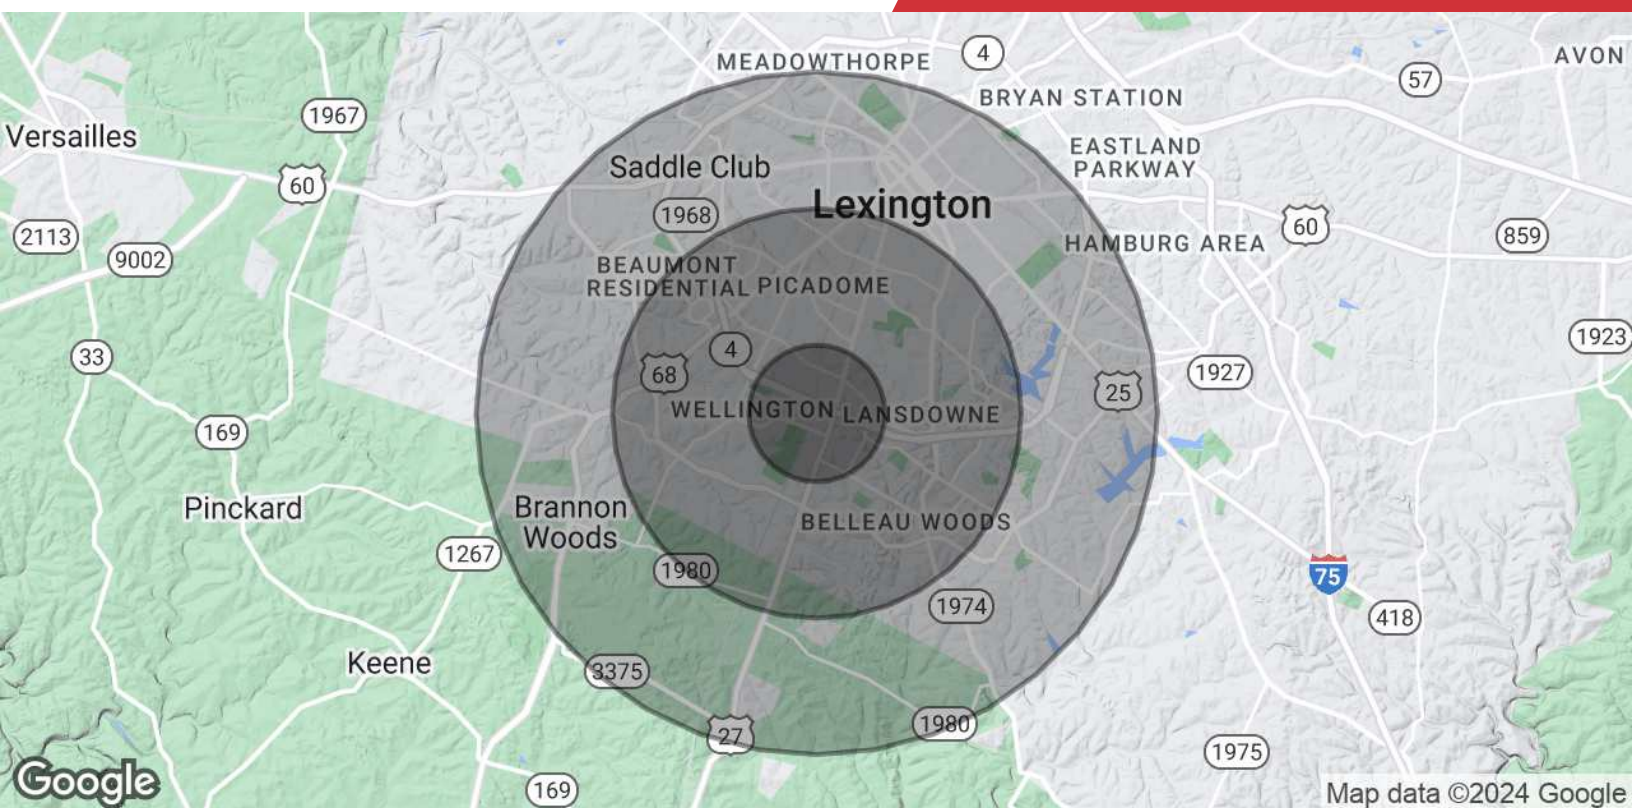 MEADOWTHORPE
4
57
AVON
BRYAN STATION
1967
Versailles
EASTLAND
PARKWAY
Saddle Club
60
Lexington
1968
60
2113
859
HAMBURG AREA
9002
BEAUMONT
RESIDENTIAL
PICADOME
1923
4
33
68
1927
25
WELLINGTON
LANSDOWNE
169
Pinckard
Brannon
Woods
BELLEAU WOODS
1267
1980
75
1974
418
Keene
3375
1980
27
1975
Google
169
Map data ©2024 Google